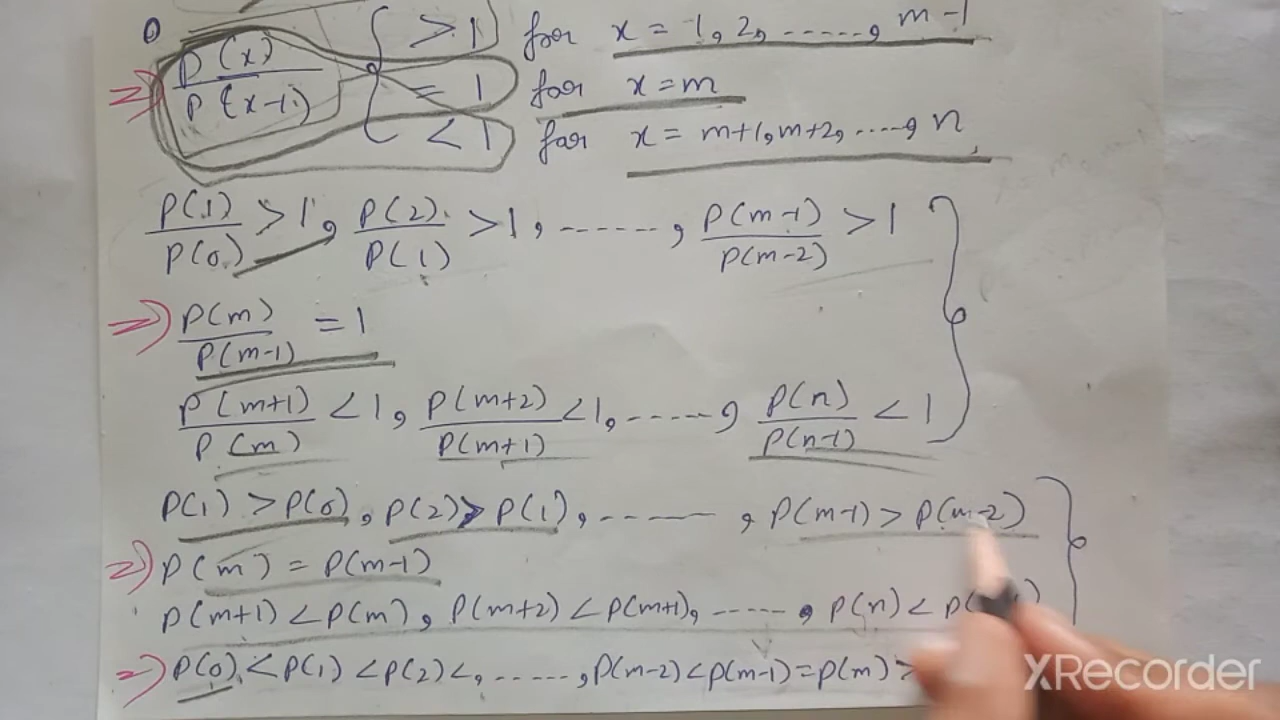 > 1 for x = 1, 2, ......, m-1
⇒ P(x)/P(x-1) { = 1 for x = m
< 1 for x = m+1, m+2, ....., n
P(1)/P(0) > 1, P(2)/P(1) > 1, ......., P(m-1)/P(m-2) > 1
⇒ P(m)/P(m-1) = 1
P(m+1)/P(m) < 1, P(m+2)/P(m+1) < 1, ......, P(n)/P(n-1) < 1
P(1) > P(0), P(2) > P(1), ......., P(m-1) > P(m-2)
⇒ P(m) = P(m-1)
P(m+1) < P(m), P(m+2) < P(m+1), ......, P(n) < P(
⇒ P(0) < P(1) < P(2) <, ......, P(m-2) < P(m-1) = P(m) >
XRecorder